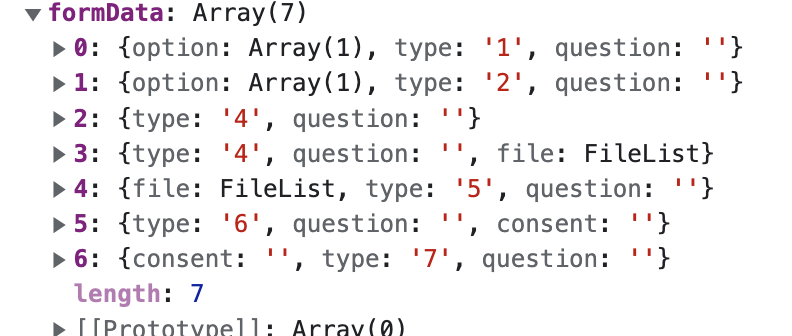 ▼formData: Array(7)
▶0: {option: Array(1), type: '1', question: ''}
▶1: {option: Array(1), type: '2', question: ''}
▶2: {type: '4', question: ''}
▶3: {type: '4', question: '', file: FileList}
▶4: {file: FileList, type: '5', question: ''}
▶5: {type: '6', question: '', consent: ''}
▶6: {consent: '', type: '7', question: ''}
length: 7
▶[[Prototype]]: Array(0)